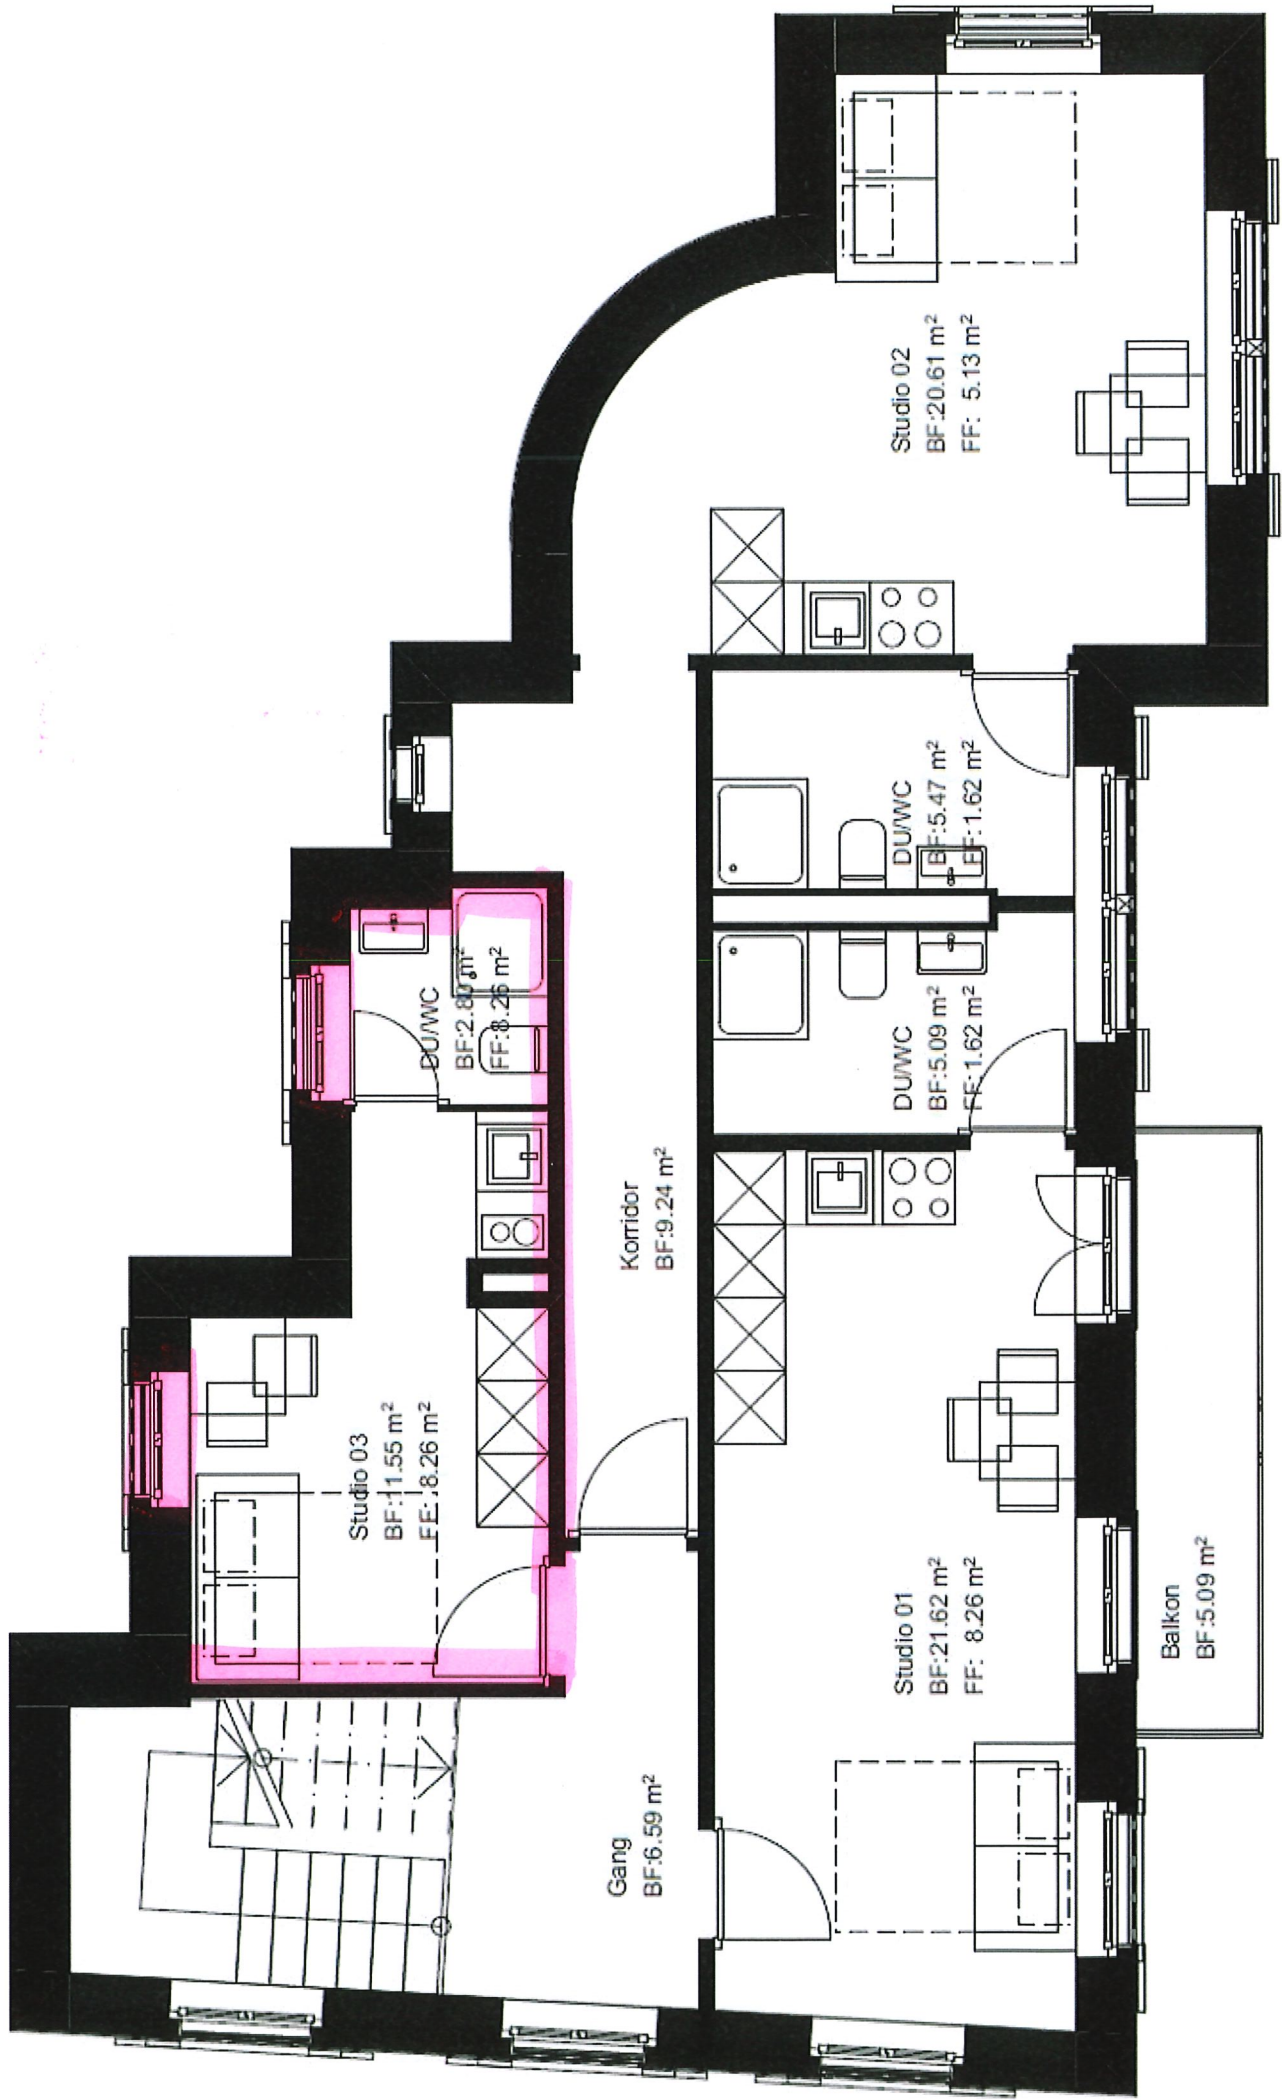 Studio 02
BF:20.61 m²
FF: 5.13 m²
DU/WC
BF:5.47 m²
FF:1.62 m²
DU/WC
BF:2.80 m²
FF:8.26 m²
DU/WC
BF:5.09 m²
FF:1.62 m²
Korridor
BF:9.24 m²
Studio 03
BF:11.55 m²
FF: 8.26 m²
Studio 01
BF:21.62 m²
FF: 8.26 m²
Balkon
BF:5.09 m²
Gang
BF:6.59 m²